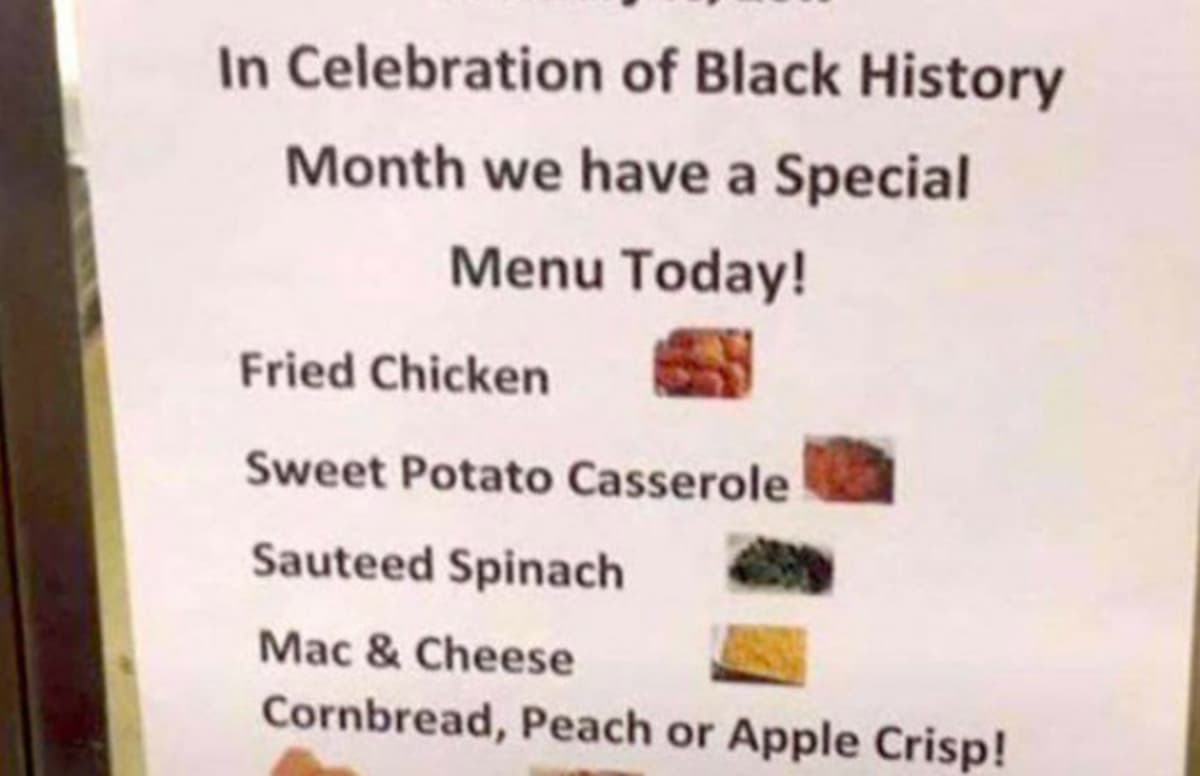 In Celebration of Black History
Month we have a Special
Menu Today!
Fried Chicken
Sweet Potato Casserole
Sauteed Spinach
Mac & Cheese
Cornbread, Peach or Apple Crisp!